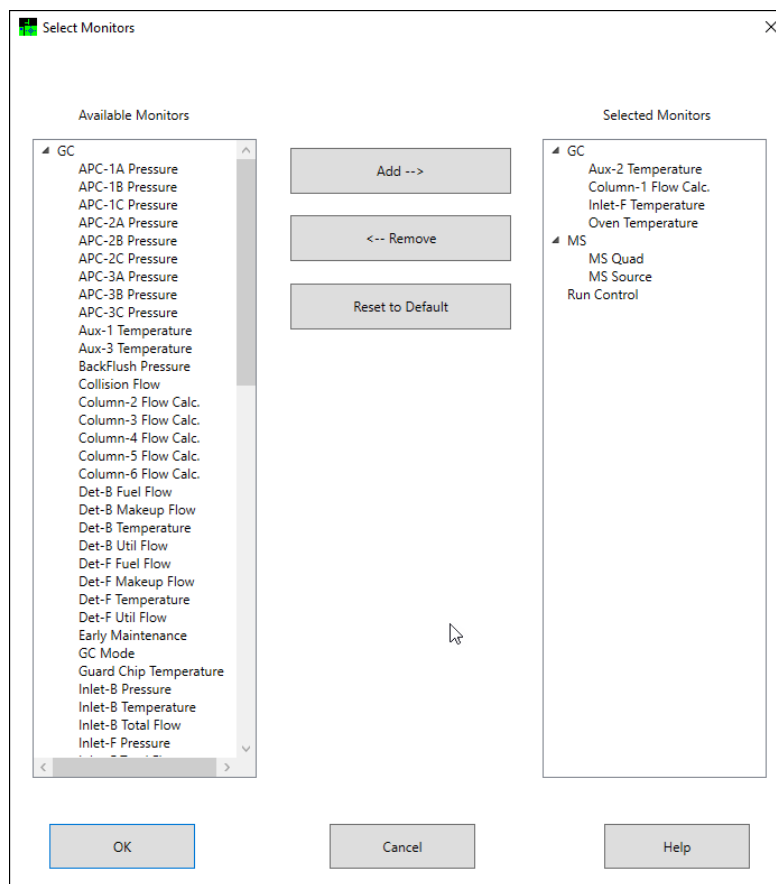 Select Monitors
Available Monitors
GC
APC-1A Pressure
APC-1B Pressure
APC-1C Pressure
APC-2A Pressure
APC-2B Pressure
APC-2C Pressure
APC-3A Pressure
APC-3B Pressure
APC-3C Pressure
Aux-1 Temperature
Aux-3 Temperature
BackFlush Pressure
Collision Flow
Column-2 Flow Calc.
Column-3 Flow Calc.
Column-4 Flow Calc.
Column-5 Flow Calc.
Column-6 Flow Calc.
Det-B Fuel Flow
Det-B Makeup Flow
Det-B Temperature
Det-B Util Flow
Det-F Fuel Flow
Det-F Makeup Flow
Det-F Temperature
Det-F Util Flow
Early Maintenance
GC Mode
Guard Chip Temperature
Inlet-B Pressure
Inlet-B Temperature
Inlet-B Total Flow
Inlet-F Pressure
Add -->
<-- Remove
Reset to Default
Selected Monitors
GC
Aux-2 Temperature
Column-1 Flow Calc.
Inlet-F Temperature
Oven Temperature
MS
MS Quad
MS Source
Run Control
OK
Cancel
Help